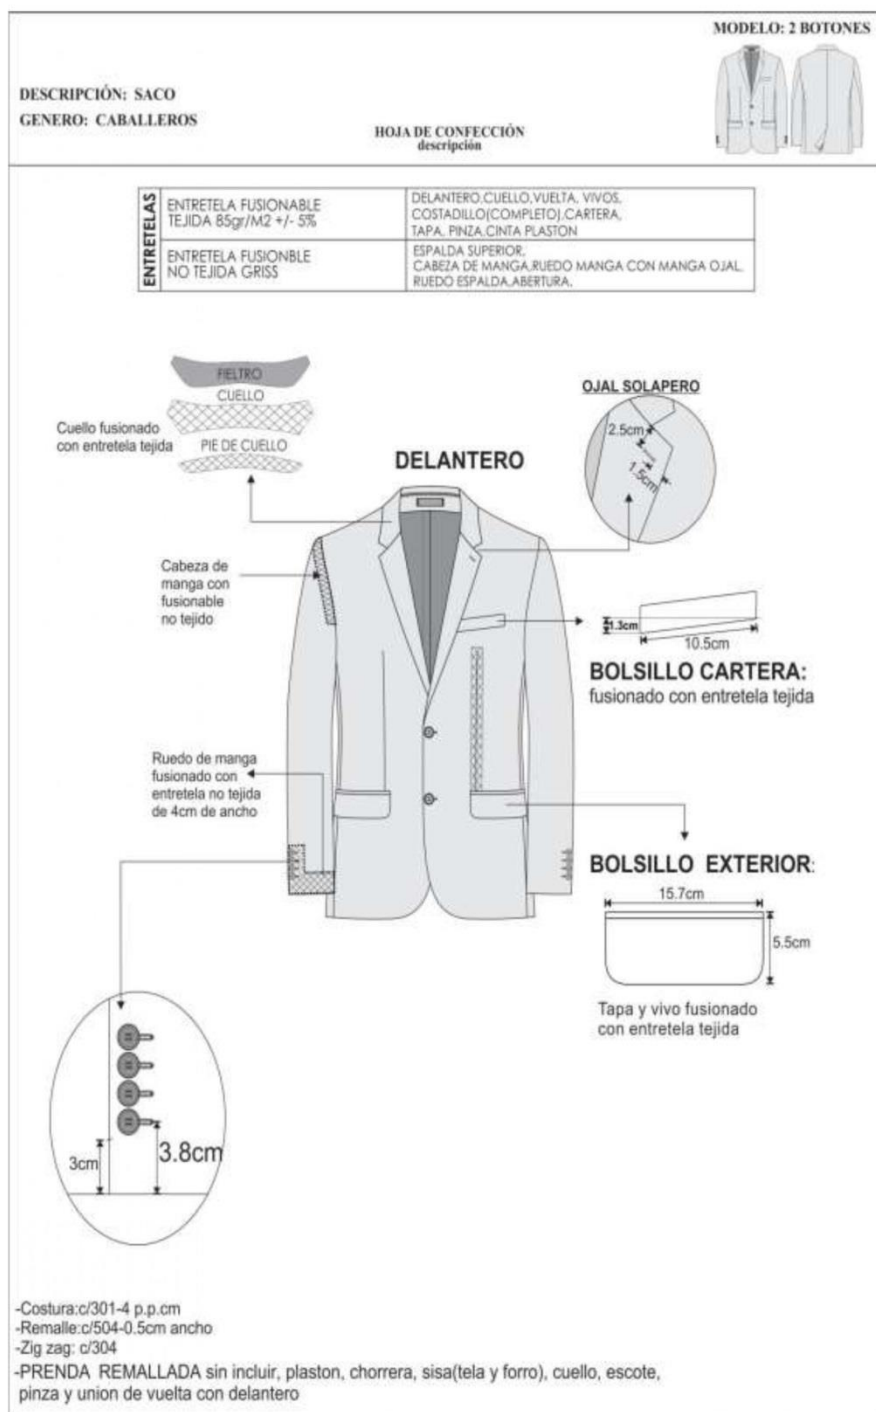 MODELO: 2 BOTONES
DESCRIPCIÓN: SACO
GENERO: CABALLEROS
HOJA DE CONFECCIÓN
descripción
ENTRETELAS
ENTRETELA FUSIONABLE
TEJIDA 85gr/M2 +/- 5%
DELANTERO,CUELLO,VUELTA, VIVOS,
COSTADILLO(COMPLETO),CARTERA,
TAPA, PINZA,CINTA PLASTON
ENTRETELA FUSIONBLE
NO TEJIDA GRISS
ESPALDA SUPERIOR,
CABEZA DE MANGA,RUEDO MANGA CON MANGA OJAL,
RUEDO ESPALDA,ABERTURA,
FIELTRO
CUELLO
PIE DE CUELLO
Cuello fusionado
con entretela tejida
OJAL SOLAPERO
2.5cm
1.5cm
DELANTERO
Cabeza de
manga con
fusionable
no tejido
1.3cm
10.5cm
BOLSILLO CARTERA:
fusionado con entretela tejida
Ruedo de manga
fusionado con
entretela no tejida
de 4cm de ancho
BOLSILLO EXTERIOR:
15.7cm
5.5cm
Tapa y vivo fusionado
con entretela tejida
3cm
3.8cm
-Costura:c/301-4 p.p.cm
-Remalle:c/504-0.5cm ancho
-Zig zag: c/304
-PRENDA REMALLADA sin incluir, plaston, chorrera, sisa(tela y forro), cuello, escote,
pinza y union de vuelta con delantero